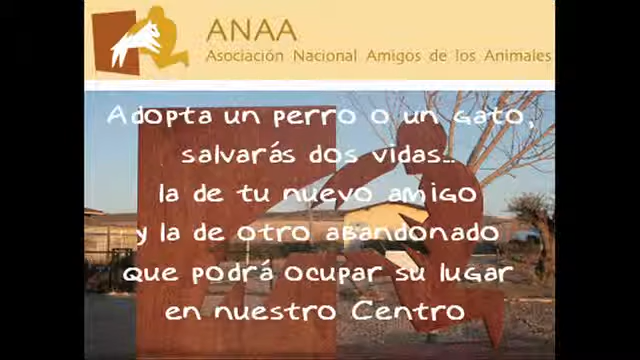 ANAA
Asociación Nacional Amigos de los Animales
Adopta un perro o un gato,
salvarás dos vidas...
la de tu nuevo amigo
y la de otro abandonado
que podrá ocupar su lugar
en nuestro Centro